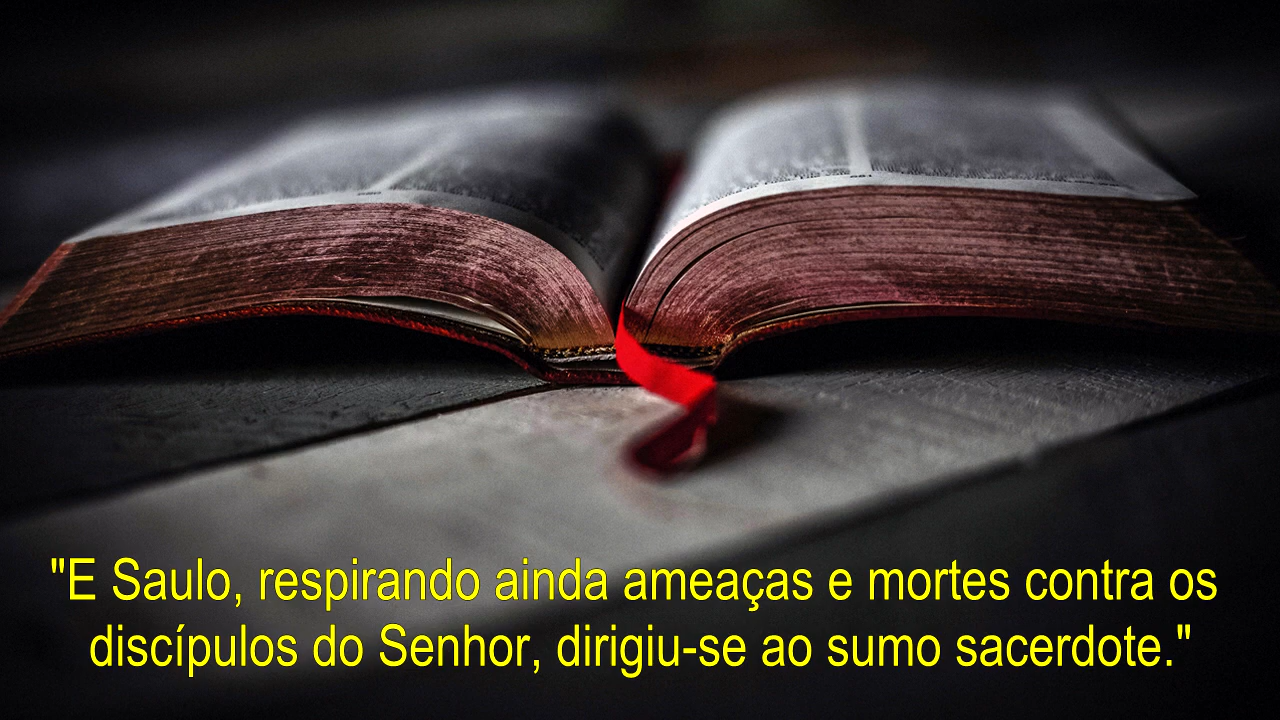 "E Saulo, respirando ainda ameaças e mortes contra os
discípulos do Senhor, dirigiu-se ao sumo sacerdote."